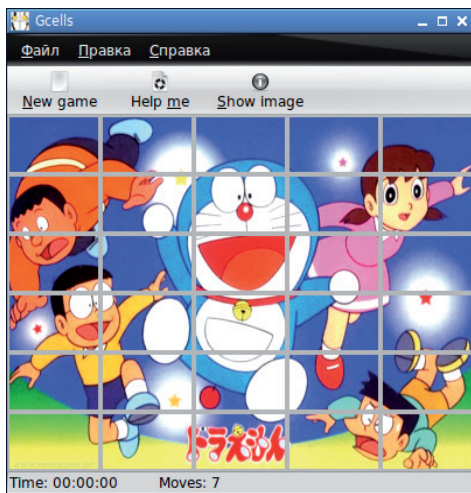 Gcells
Файл Правка Справка
New game Help me Show image
ドラえもん
Time: 00:00:00 Moves: 7